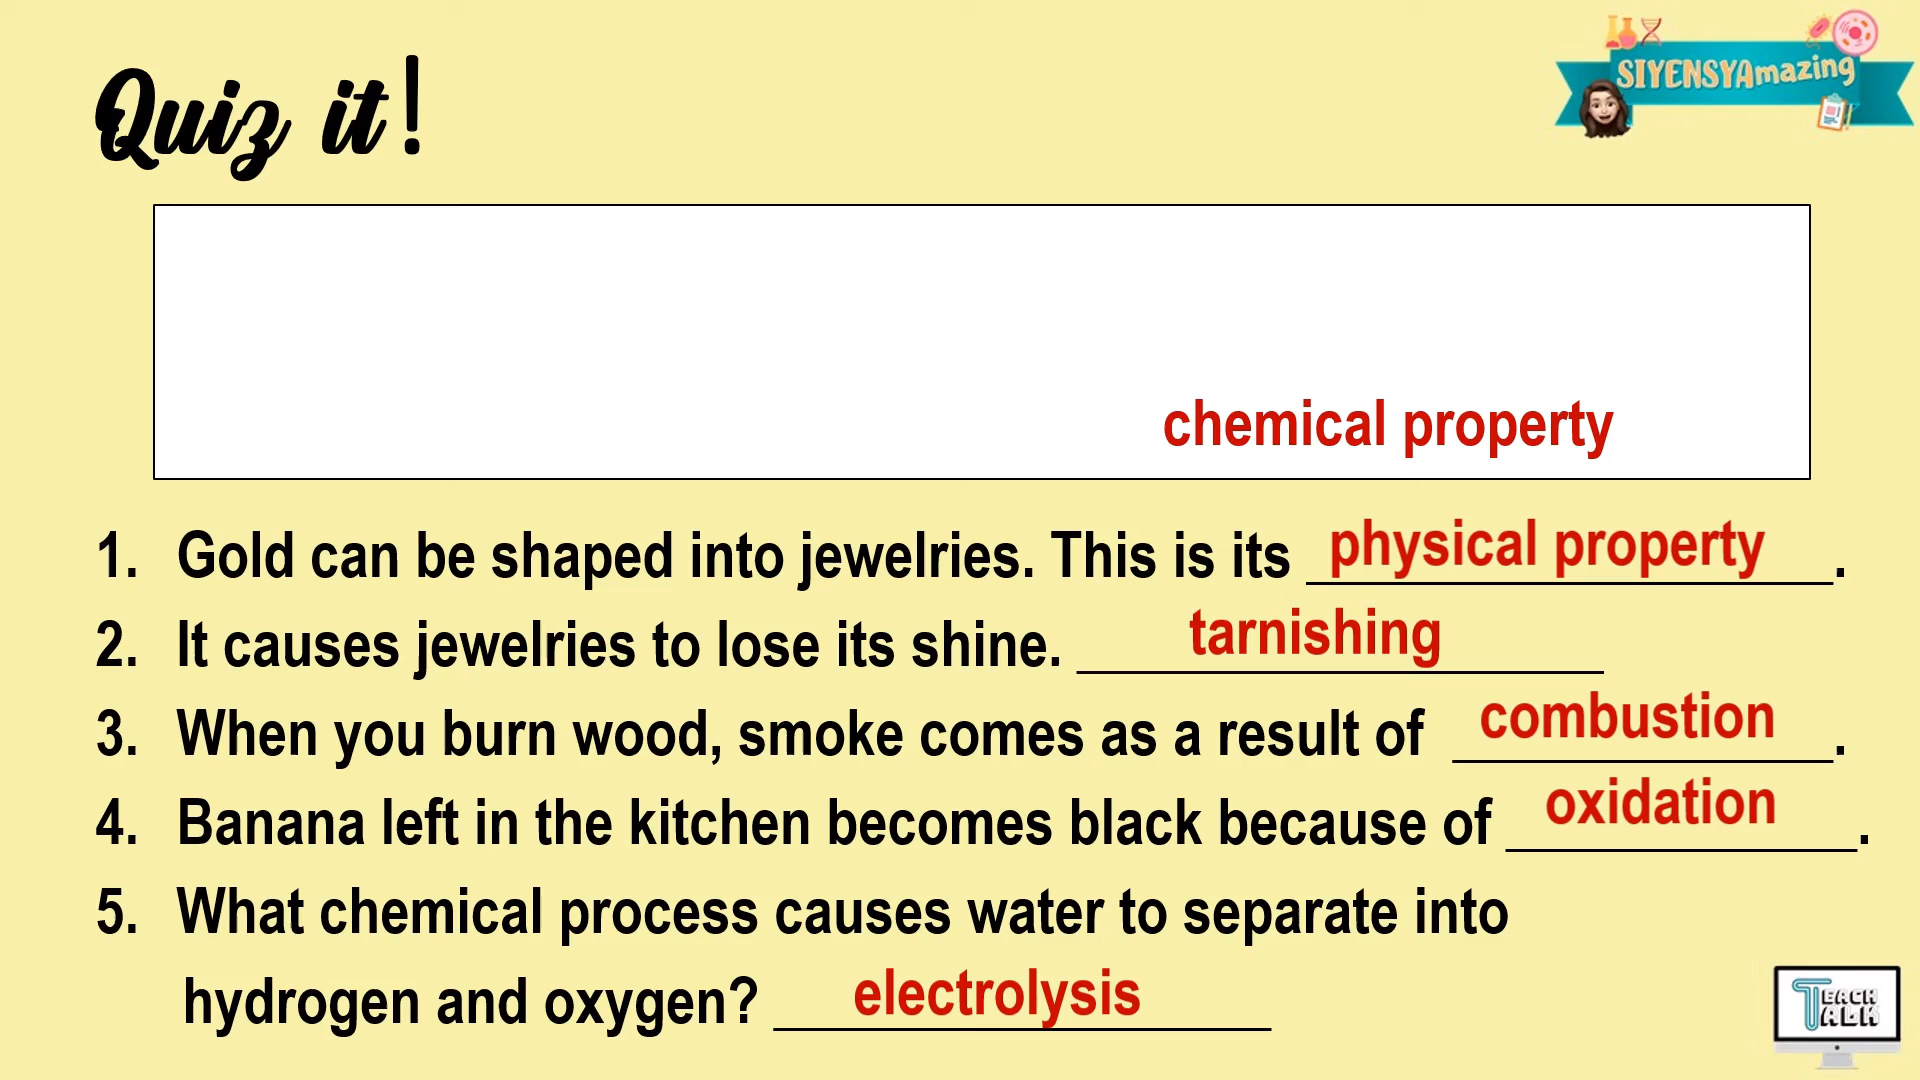 Quiz it!
SIYENSYAmazing
chemical property
1. Gold can be shaped into jewelries. This is its physical property.
2. It causes jewelries to lose its shine. tarnishing
3. When you burn wood, smoke comes as a result of combustion.
4. Banana left in the kitchen becomes black because of oxidation.
5. What chemical process causes water to separate into
hydrogen and oxygen? electrolysis
TEACH
TALK